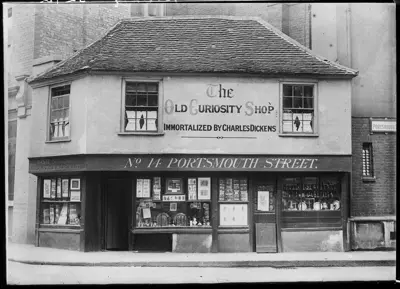 The
Old Curiosity Shop
IMMORTALIZED BY CHARLES DICKENS
No 14. PORTSMOUTH STREET.